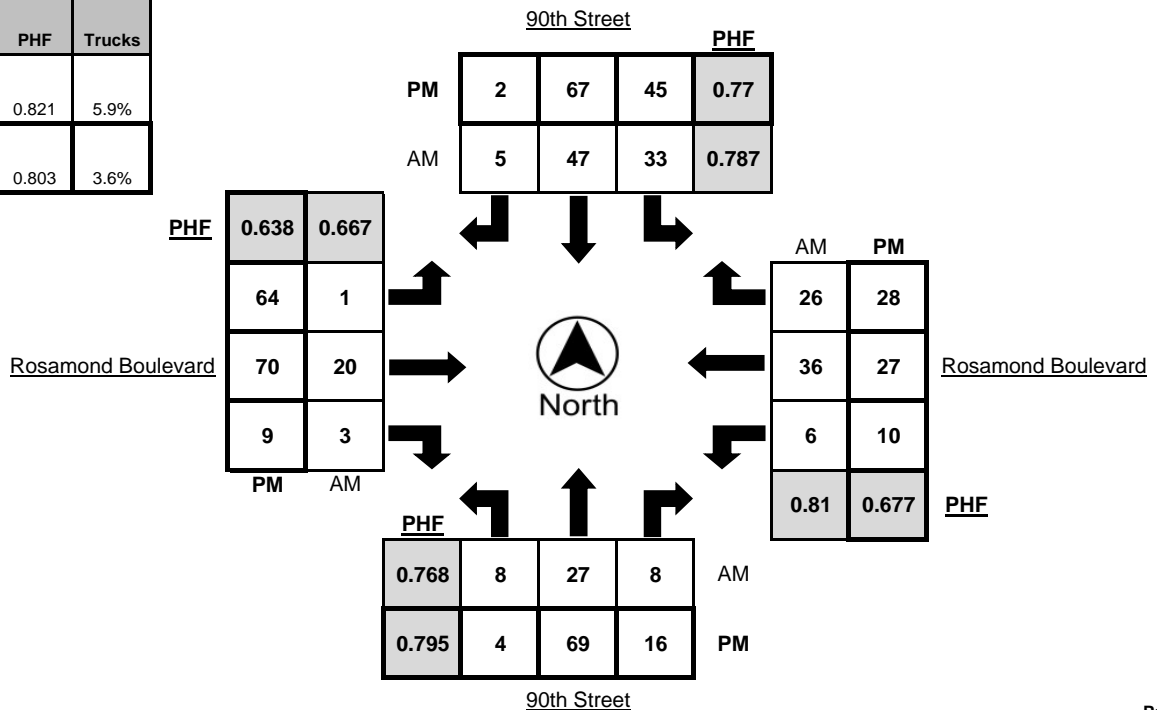 90th Street
PHF Trucks
PHF
PM 2 67 45 0.77
0.821 5.9%
AM 5 47 33 0.787
0.803 3.6%
PHF 0.638 0.667
AM PM
64 1
26 28
Rosamond Boulevard 70 20
36 27 Rosamond Boulevard
North
9 3
6 10
PM AM
0.81 0.677 PHF
PHF
0.768 8 27 8 AM
0.795 4 69 16 PM
90th Street